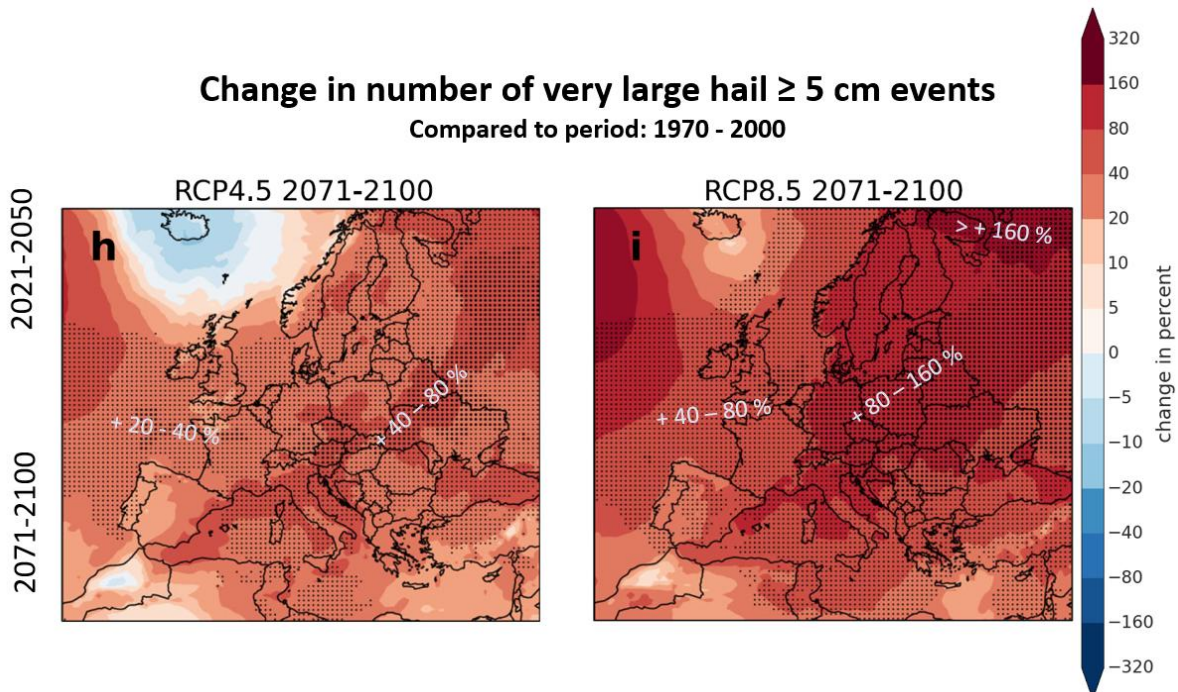 Change in number of very large hail ≥ 5 cm events
Compared to period: 1970 - 2000
2021-2050
2071-2100
RCP4.5 2071-2100
h
+ 20 - 40 %
+ 40 – 80 %
RCP8.5 2071-2100
i
> + 160 %
+ 40 – 80 %
+ 80 – 160 %
320
160
80
40
20
10
5
0
−5
−10
−20
−40
−80
−160
−320
change in percent